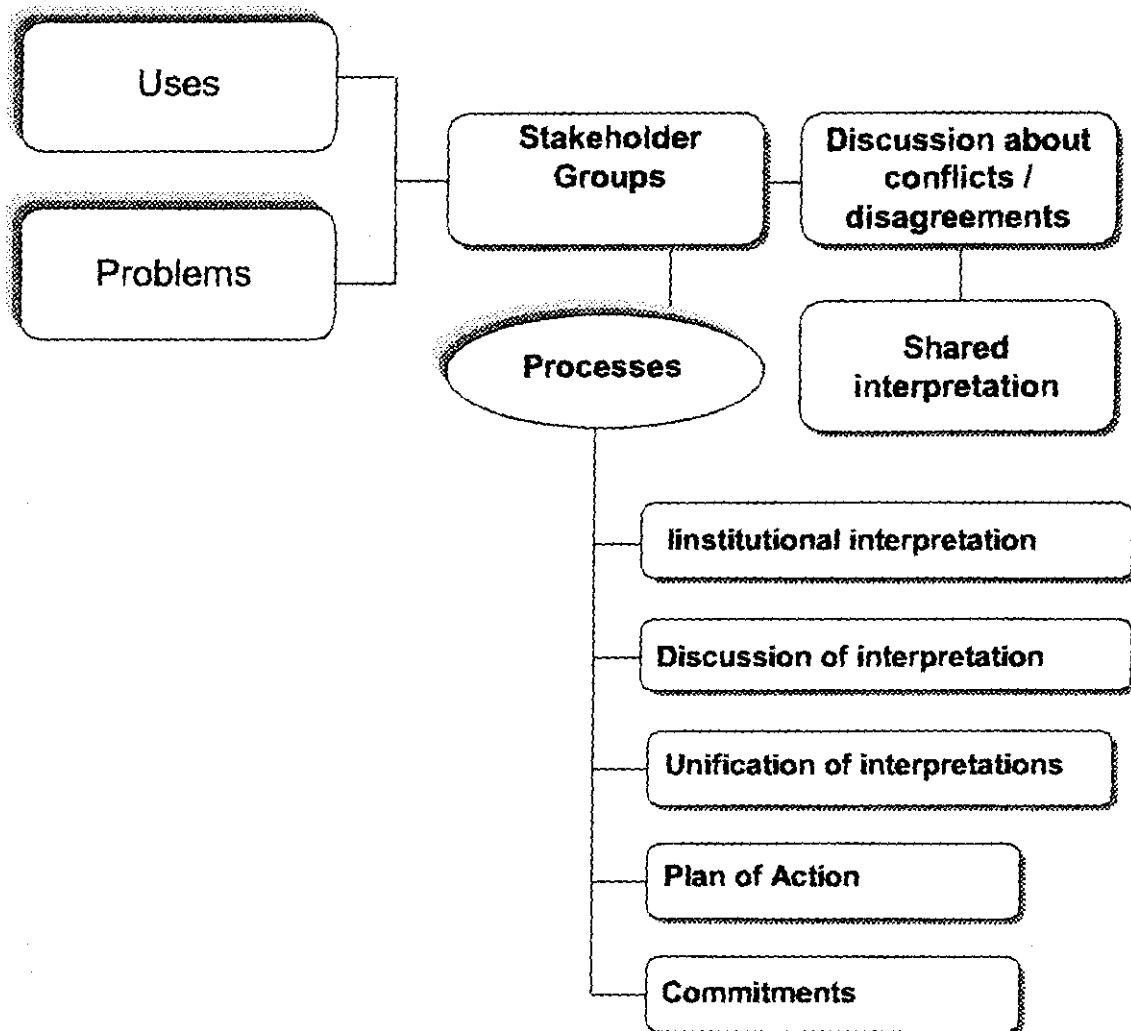 Uses
Problems
Stakeholder
Groups
Discussion about
conflicts /
disagreements
Processes
Shared
interpretation
Iinstitutional interpretation
Discussion of interpretation
Unification of interpretations
Plan of Action
Commitments